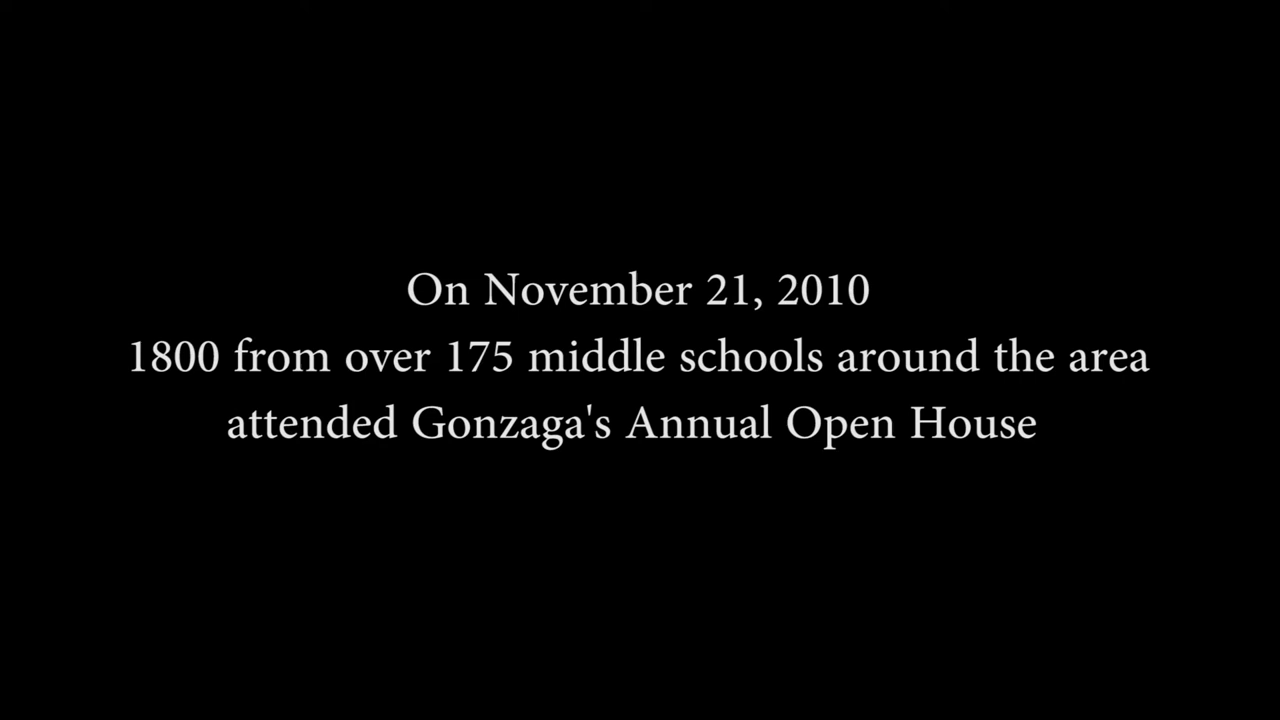 On November 21, 2010
1800 from over 175 middle schools around the area
attended Gonzaga's Annual Open House